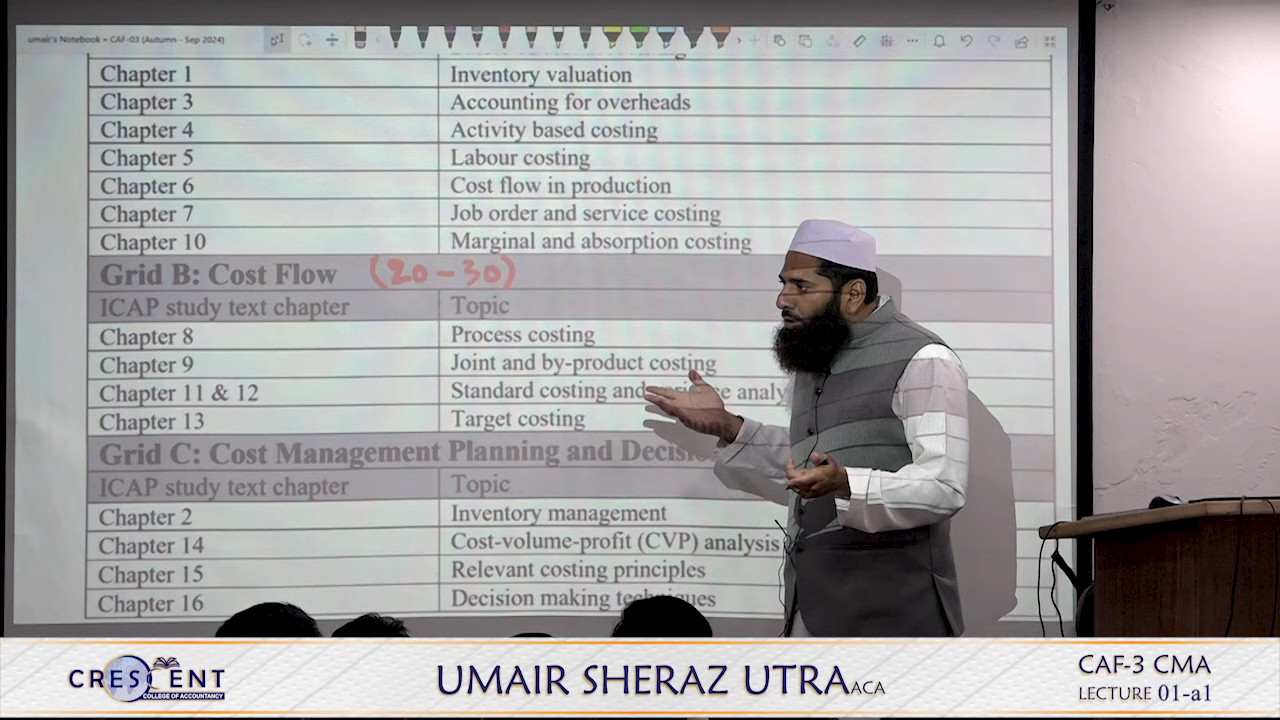 umair's Notebook » CAF-03 (Autumn - Sep 2024)
Chapter 1 Inventory valuation
Chapter 3 Accounting for overheads
Chapter 4 Activity based costing
Chapter 5 Labour costing
Chapter 6 Cost flow in production
Chapter 7 Job order and service costing
Chapter 10 Marginal and absorption costing
Grid B: Cost Flow (20-30)
ICAP study text chapter Topic
Chapter 8 Process costing
Chapter 9 Joint and by-product costing
Chapter 11 & 12 Standard costing and
Chapter 13 Target costing
Grid C: Cost Management Planning and
ICAP study text chapter Topic
Chapter 2 Inventory management
Chapter 14 Cost-volume-profit (CVP) analysis
Chapter 15 Relevant costing principles
Chapter 16 Decision making techniques
CRESCENT
COLLEGE OF ACCOUNTANCY
UMAIR SHERAZ UTRA ACA
CAF-3 CMA
LECTURE 01-a1